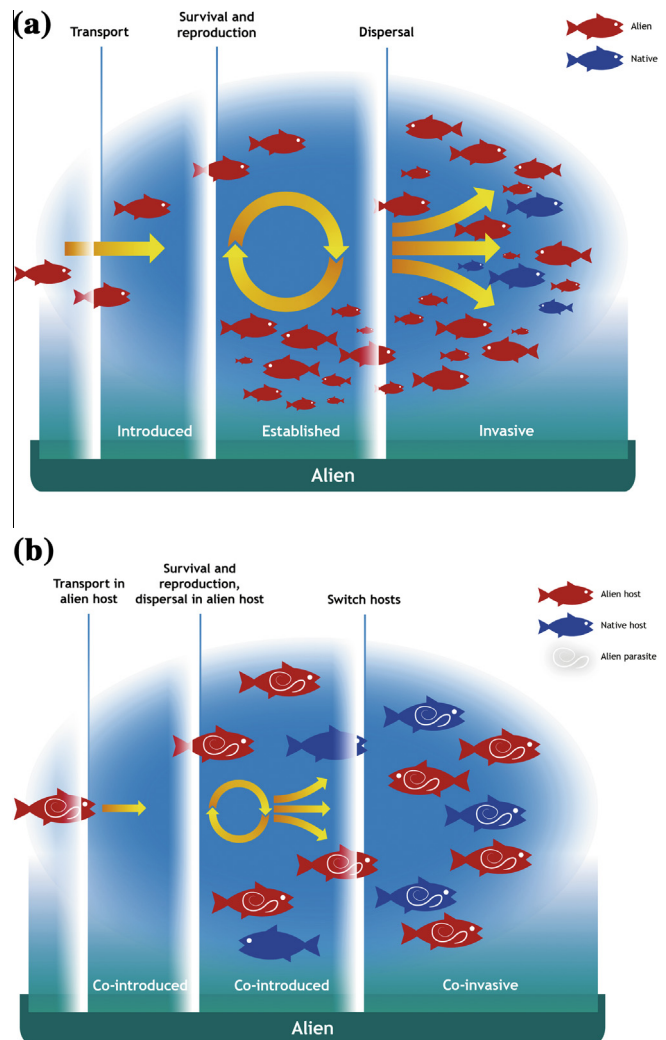 (a)
Transport
Survival and
reproduction
Dispersal
Alien
Native
Introduced
Established
Invasive
Alien
(b)
Transport in
alien host
Survival and
reproduction,
dispersal in alien host
Switch hosts
Alien host
Native host
Alien parasite
Co-introduced
Co-introduced
Co-invasive
Alien